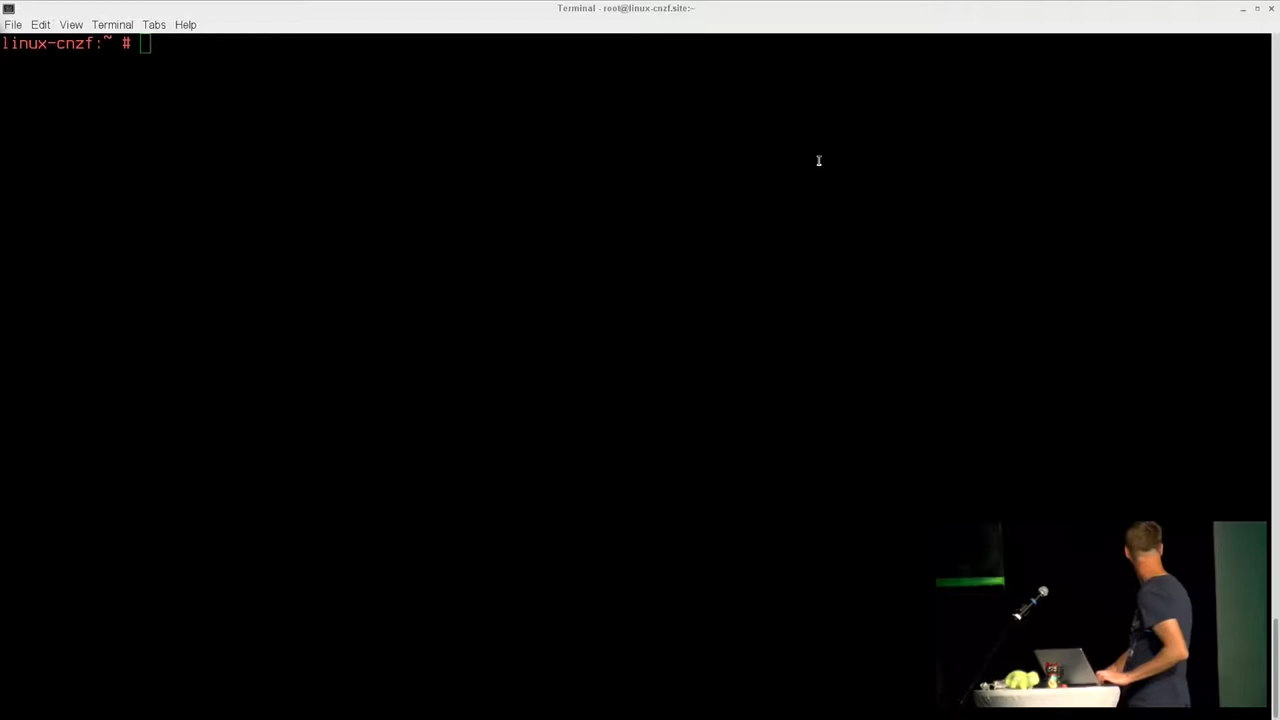 Terminal - root@linux-cnzf.site:~
File Edit View Terminal Tabs Help
linux-cnzf:~ #